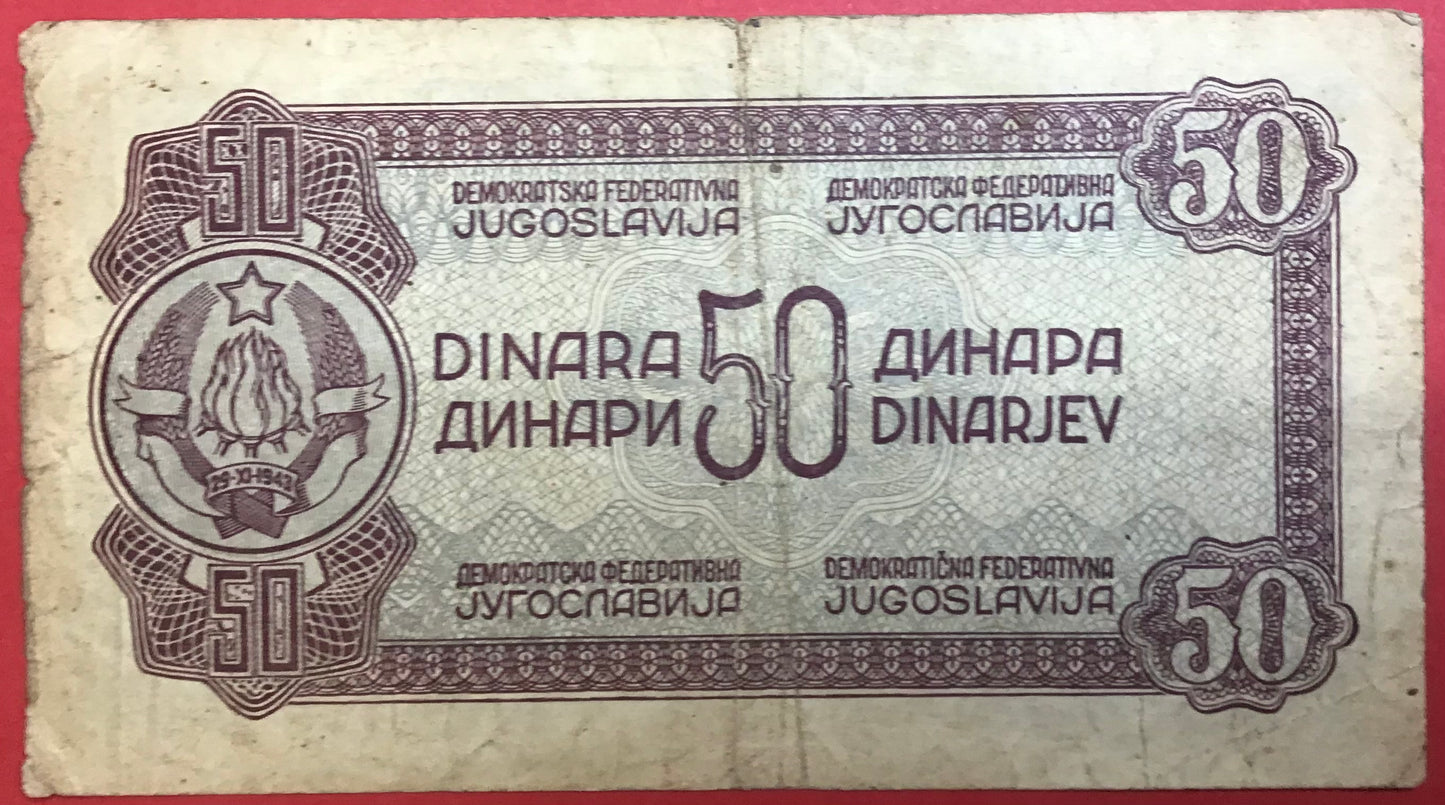 50
50
DEMOKRATSKA FEDERATIVNA
JUGOSLAVIJA
ДЕМОКРАТСКА ФЕДЕРАТИВНА
ЈУГОСЛАВИЈА
DINARA
50
ДИНАРА
ДИНАРИ
DINARJEV
29-XI-1943
ДЕМОКРАТСКА ФЕДЕРАТИВНА
ЈУГОСЛАВИЈА
DEMOKRATIČNA FEDERATIVNA
JUGOSLAVIJA
50
50